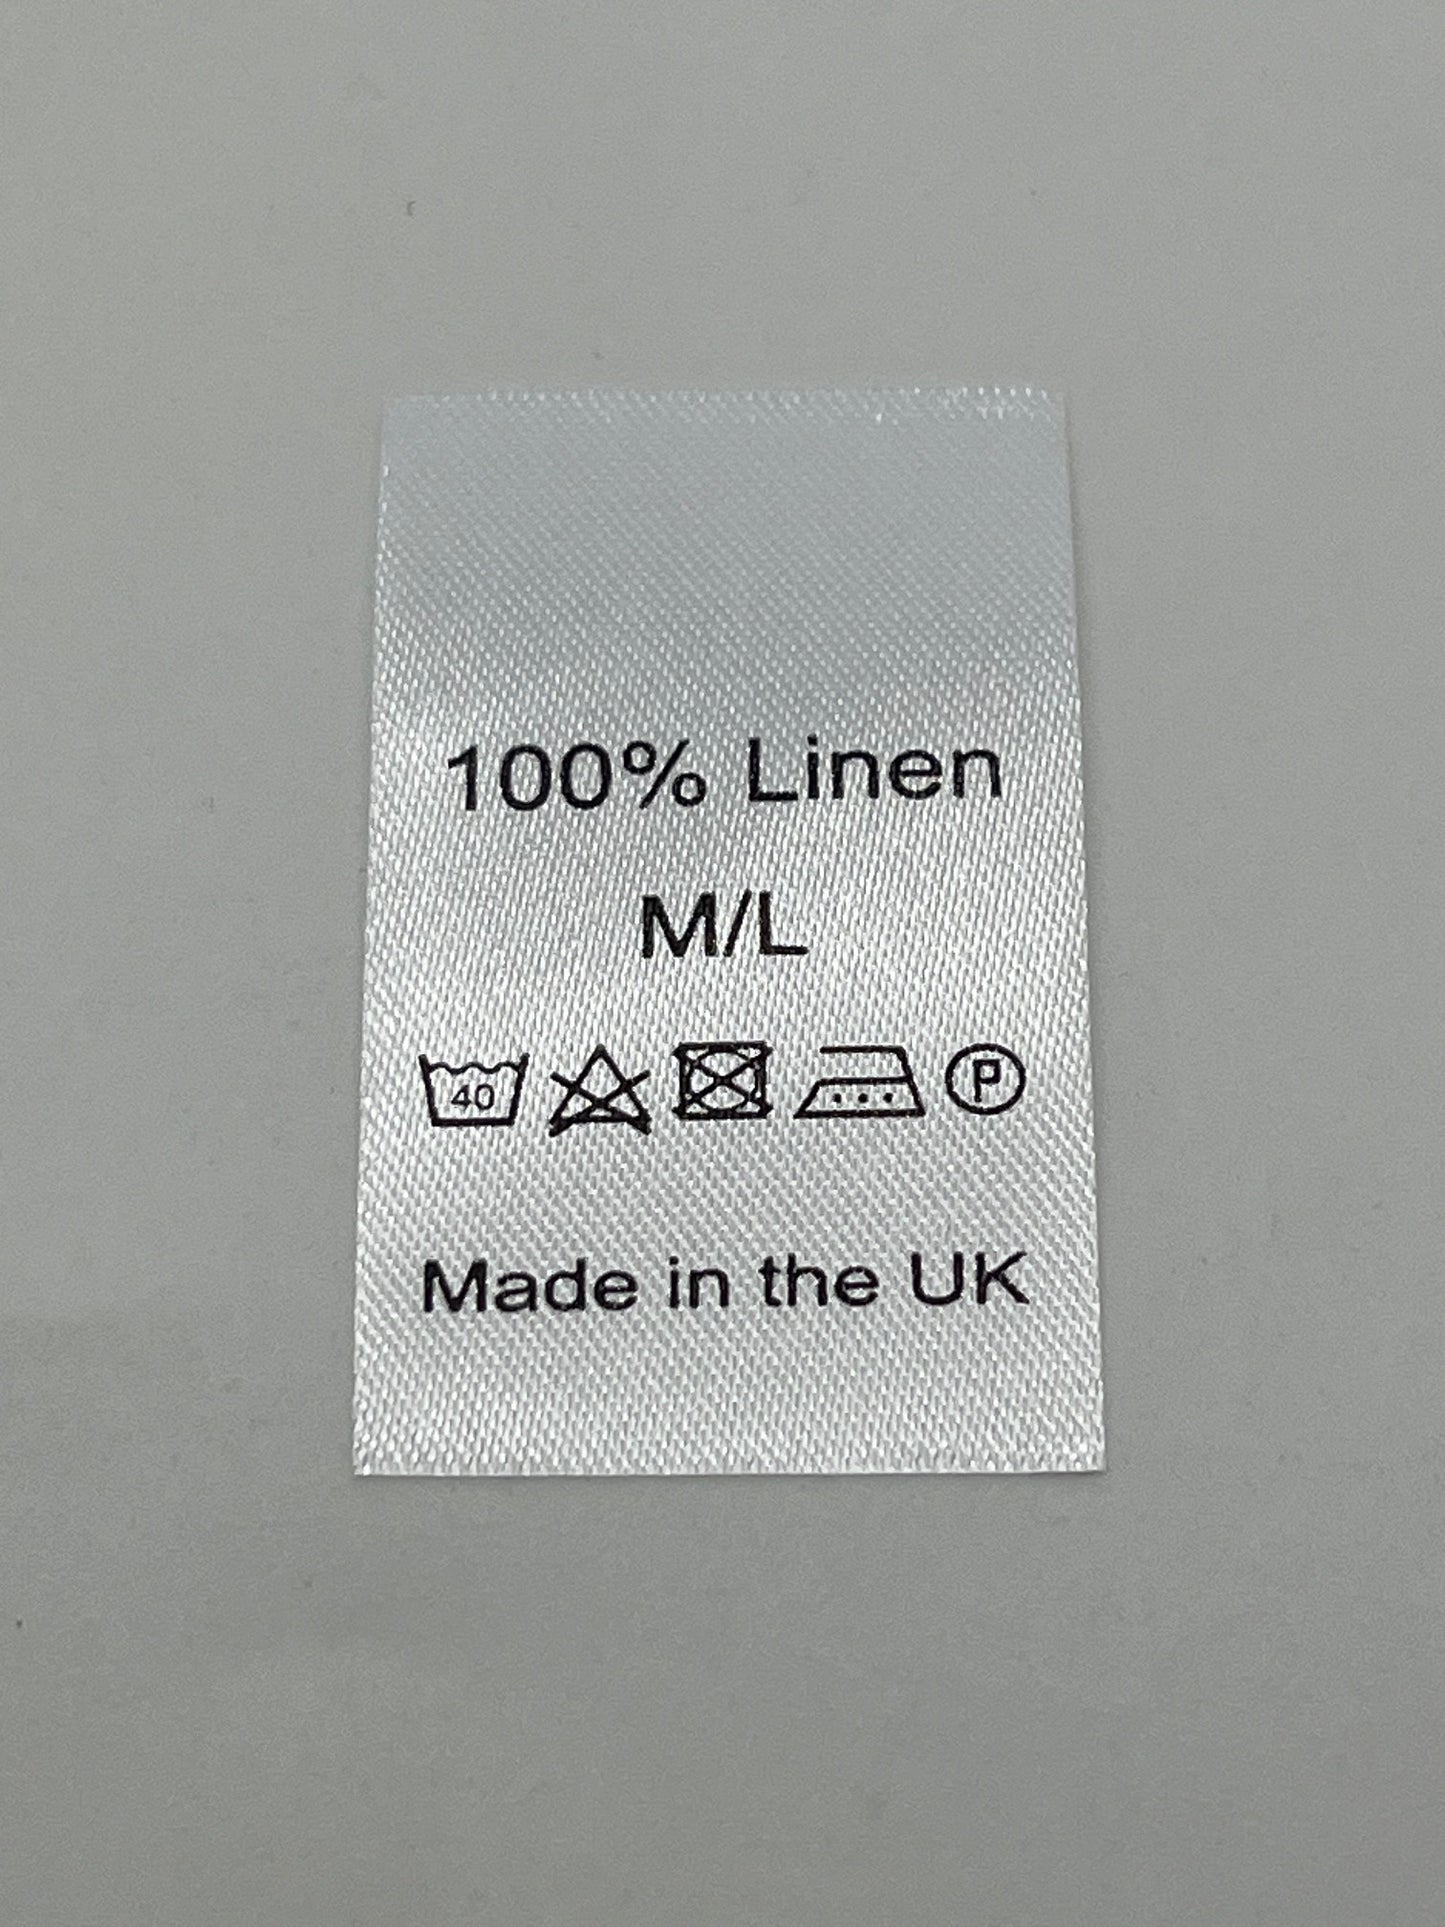 100% Linen
M/L
40 P
Made in the UK